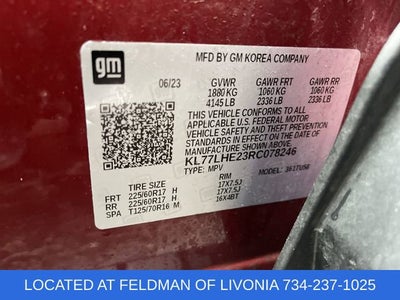 gm
MFD BY GM KOREA COMPANY
06/23 GVWR GAWR FRT GAWR RR
1880 KG 1060 KG 1060 KG
4145 LB 2336 LB 2336 LB
THIS VEHICLE CONFORMS TO ALL APPLICABLE
U.S. FEDERAL MOTOR VEHICLE SAFETY, BUMPER,
AND THEFT PREVENTION STANDARDS IN EFFECT ON
THE DATE OF MANUFACTURE SHOWN ABOVE.
KL77LHE23RC078246
TYPE: MPV MODEL: 1TR58
TIRE SIZE RIM
FRT 225/60R17 H 17X7.5J
RR 225/60R17 H 17X7.5J
SPA T125/70R16 M 16X4BT
LOCATED AT FELDMAN OF LIVONIA 734-237-1025